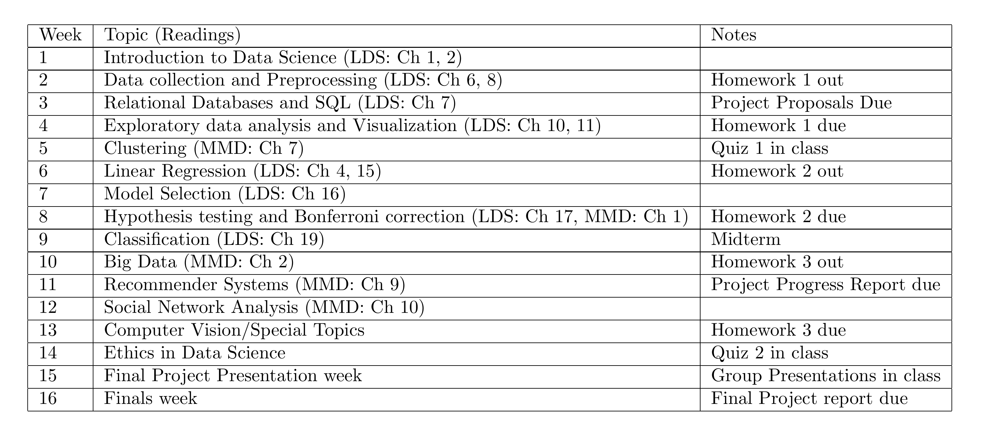 Week Topic (Readings) Notes
1 Introduction to Data Science (LDS: Ch 1, 2)
2 Data collection and Preprocessing (LDS: Ch 6, 8) Homework 1 out
3 Relational Databases and SQL (LDS: Ch 7) Project Proposals Due
4 Exploratory data analysis and Visualization (LDS: Ch 10, 11) Homework 1 due
5 Clustering (MMD: Ch 7) Quiz 1 in class
6 Linear Regression (LDS: Ch 4, 15) Homework 2 out
7 Model Selection (LDS: Ch 16)
8 Hypothesis testing and Bonferroni correction (LDS: Ch 17, MMD: Ch 1) Homework 2 due
9 Classification (LDS: Ch 19) Midterm
10 Big Data (MMD: Ch 2) Homework 3 out
11 Recommender Systems (MMD: Ch 9) Project Progress Report due
12 Social Network Analysis (MMD: Ch 10)
13 Computer Vision/Special Topics Homework 3 due
14 Ethics in Data Science Quiz 2 in class
15 Final Project Presentation week Group Presentations in class
16 Finals week Final Project report due